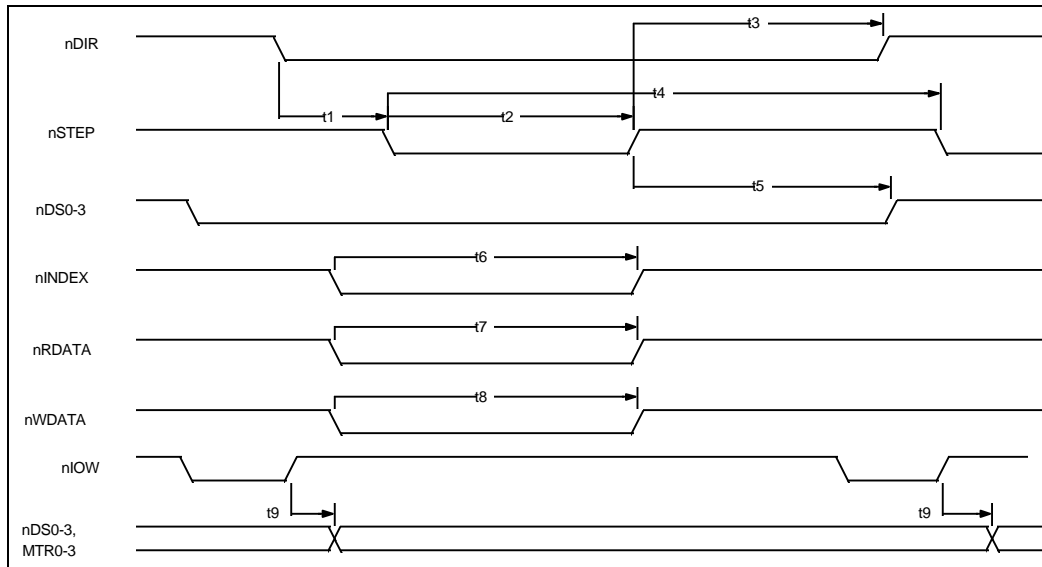 t3
nDIR
t4
t1
t2
nSTEP
t5
nDS0-3
t6
nINDEX
t7
nRDATA
t8
nWDATA
nIOW
t9
t9
nDS0-3,
MTR0-3